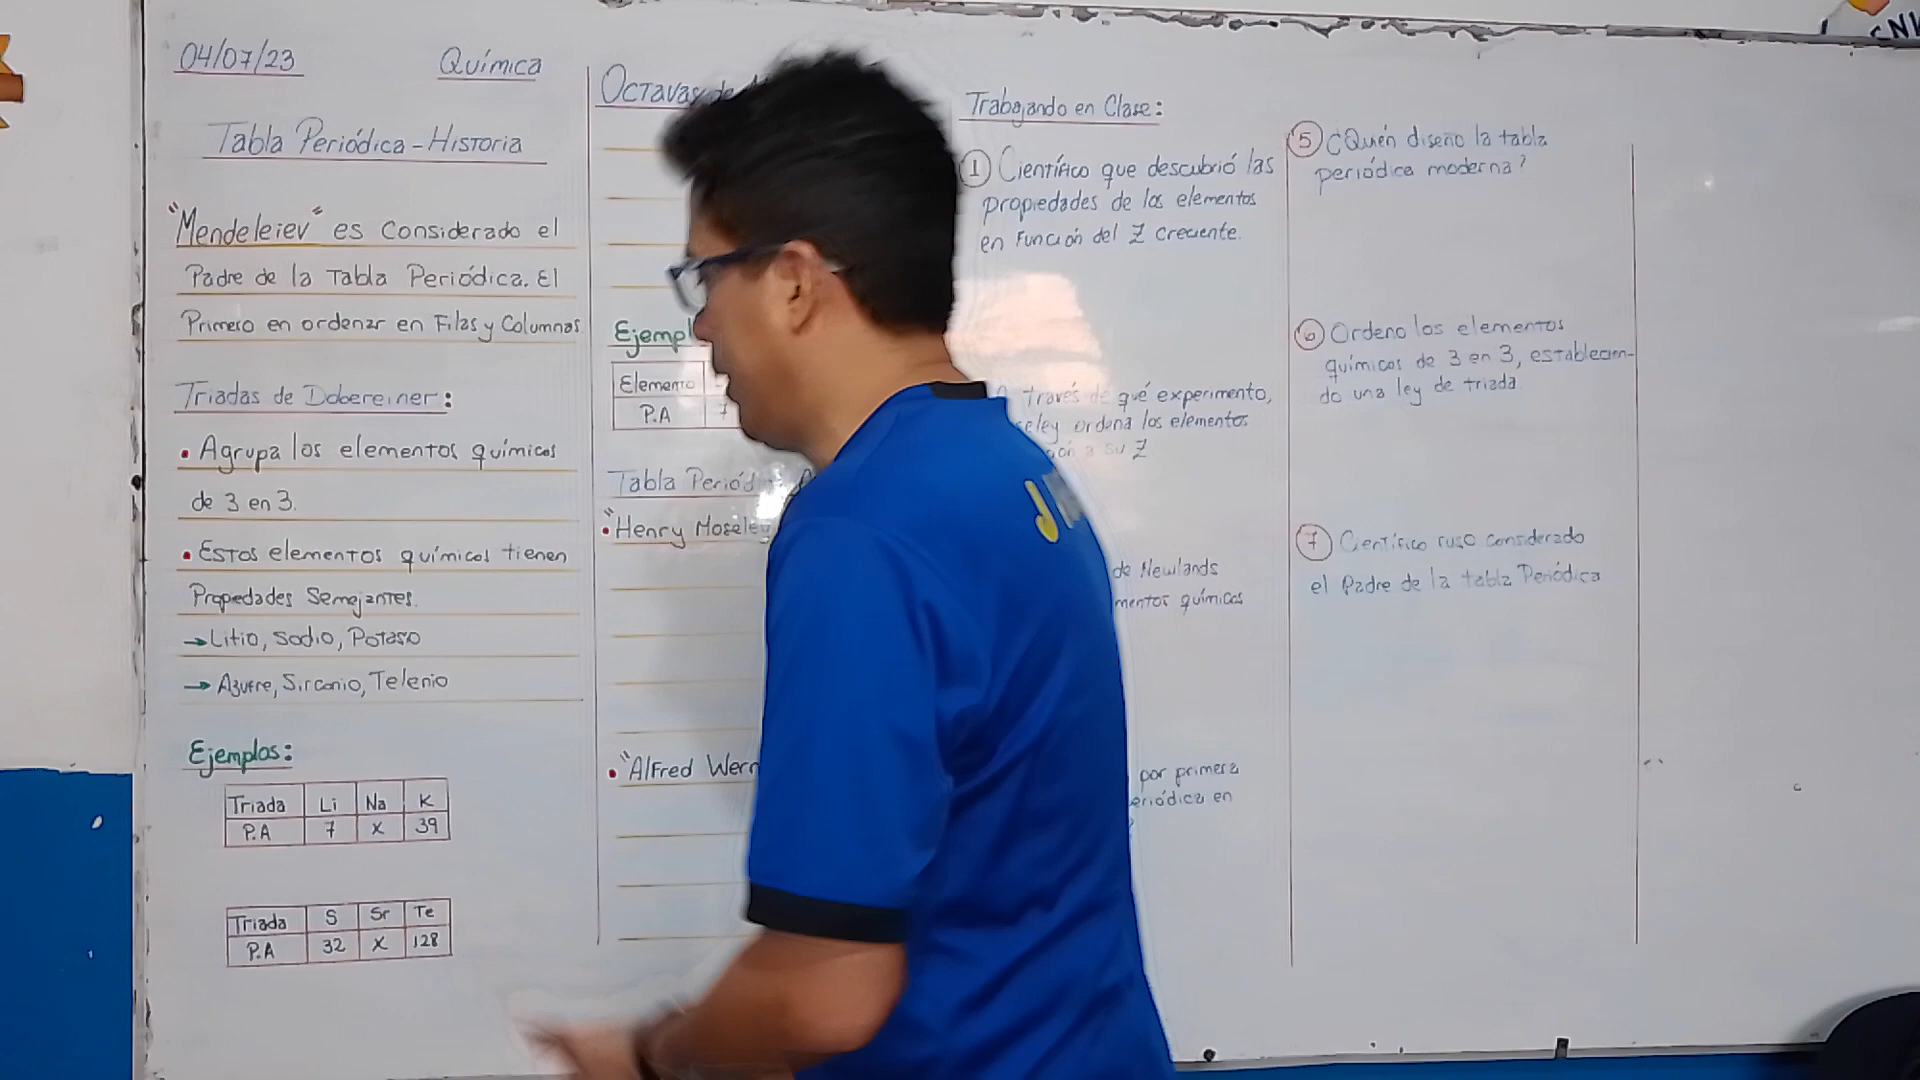 04/07/23
Química
Tabla Periódica - Historia
"Mendeleiev" es Considerado el
Padre de la Tabla Periódica. El
Primero en ordenar en Filas y Columnas
Triadas de Dobereiner:
• Agrupa los elementos químicos
de 3 en 3.
• Estos elementos químicos tienen
Propiedades Semejantes.
→ Litio, Sodio, Potasio
→ Azufre, Sirconio, Telenio
Ejemplos:
Triada Li Na K
P.A 7 x 39
Triada S Sr Te
P.A 32 x 128
Octavas de
Ejempl
Elemento
P.A 7
Tabla Periód
• "Henry Moseley
• "Alfred Wern
Trabajando en Clase:
1 Científico que descubrió las
propiedades de los elementos
en Función del Z creciente.
través de qué experimento,
seley ordena los elementos
su Z
de Newlands
mentos químicos
por primera
eriódica en
5 ¿Quién diseño la tabla
periódica moderna?
6 Ordeno los elementos
químicos de 3 en 3, establecien-
do una ley de triada.
7 Científico ruso considerado
el Padre de la tabla Periódica